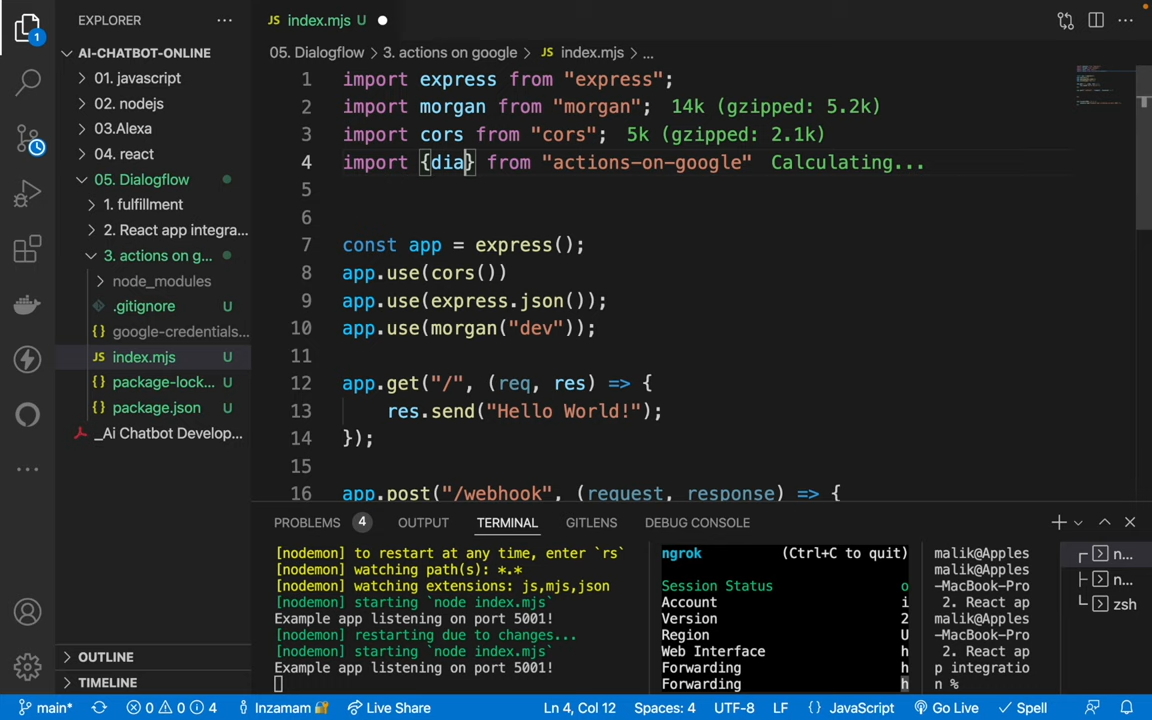 EXPLORER
AI-CHATBOT-ONLINE
01. javascript
02. nodejs
03.Alexa
04. react
05. Dialogflow
1. fulfillment
2. React app integra...
3. actions on g...
node_modules
.gitignore U
google-credentials...
index.mjs U
package-lock... U
package.json U
_Ai Chatbot Develop...
OUTLINE
TIMELINE
1
JS index.mjs U
05. Dialogflow > 3. actions on google > JS index.mjs > ...
1 import express from "express";
2 import morgan from "morgan"; 14k (gzipped: 5.2k)
3 import cors from "cors"; 5k (gzipped: 2.1k)
4 import {dia} from "actions-on-google" Calculating...
5
6
7 const app = express();
8 app.use(cors())
9 app.use(express.json());
10 app.use(morgan("dev"));
11
12 app.get("/", (req, res) => {
13 res.send("Hello World!");
14 });
15
16 app.post("/webhook", (request, response) => {
PROBLEMS 4 OUTPUT TERMINAL GITLENS DEBUG CONSOLE
[nodemon] to restart at any time, enter `rs`
[nodemon] watching path(s): *.*
[nodemon] watching extensions: js,mjs,json
[nodemon] starting `node index.mjs`
Example app listening on port 5001!
[nodemon] restarting due to changes...
[nodemon] starting `node index.mjs`
Example app listening on port 5001!
ngrok (Ctrl+C to quit)
Session Status o
Account i
Version 2
Region U
Web Interface h
Forwarding h
Forwarding h
malik@Apples
malik@Apples
-MacBook-Pro
2. React ap
malik@Apples
-MacBook-Pro
2. React ap
p integratio
n %
n...
n...
zsh
main* 0 0 4 Inzamam Live Share Ln 4, Col 12 Spaces: 4 UTF-8 LF {} JavaScript Go Live Spell